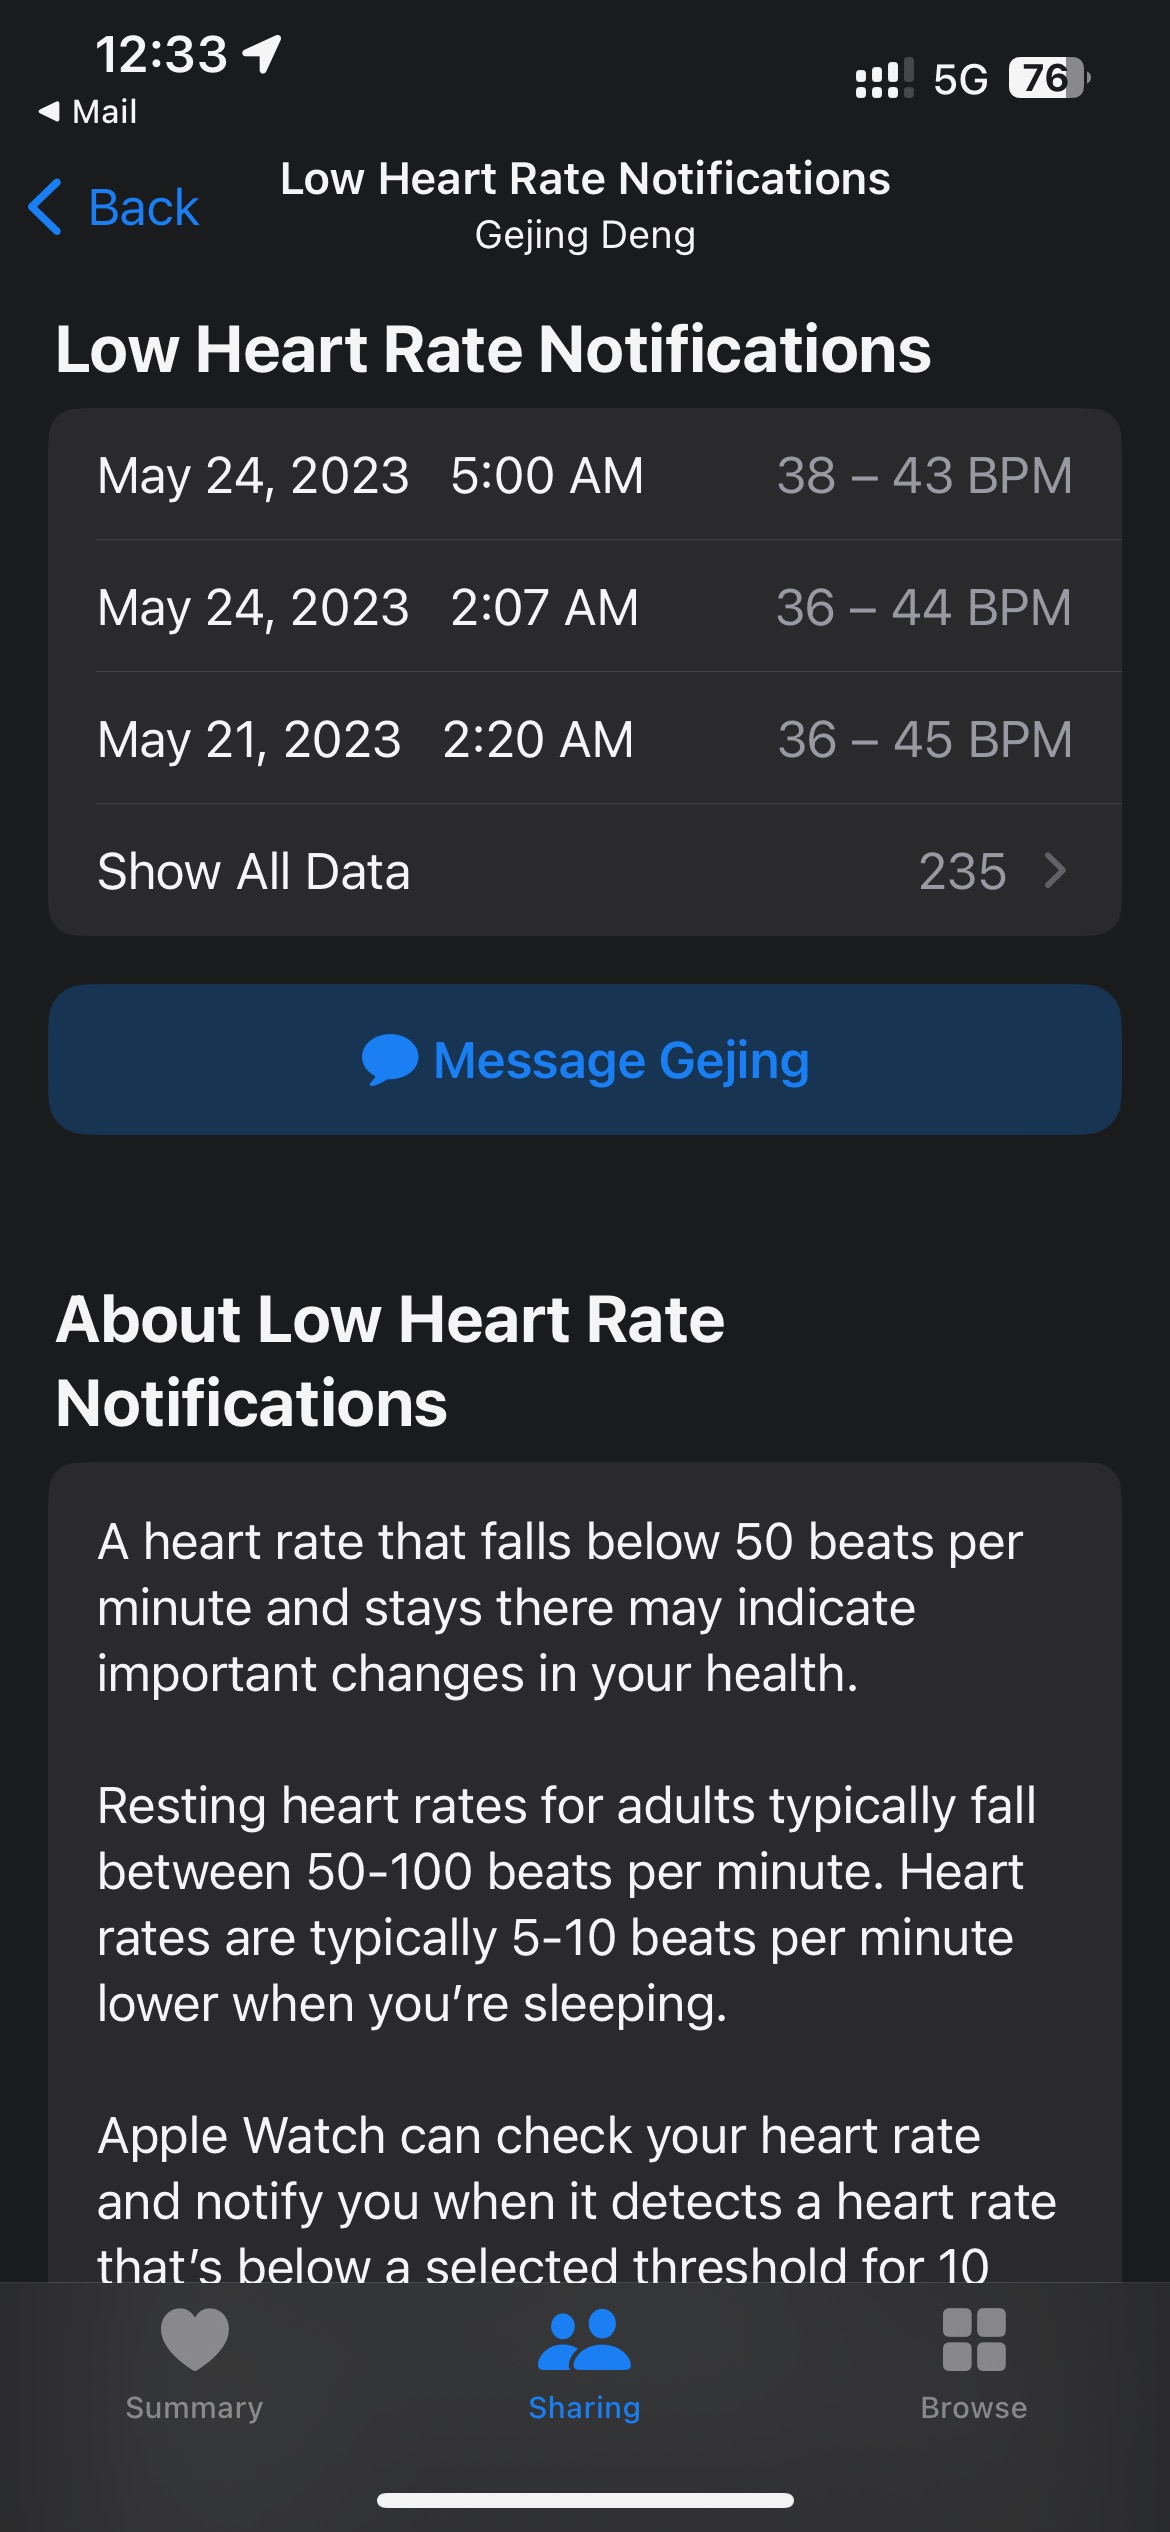 12:33
5G
76
Mail
Back
Low Heart Rate Notifications
Gejing Deng
Low Heart Rate Notifications
May 24, 2023 5:00 AM 38 – 43 BPM
May 24, 2023 2:07 AM 36 – 44 BPM
May 21, 2023 2:20 AM 36 – 45 BPM
Show All Data 235
Message Gejing
About Low Heart Rate
Notifications
A heart rate that falls below 50 beats per
minute and stays there may indicate
important changes in your health.
Resting heart rates for adults typically fall
between 50-100 beats per minute. Heart
rates are typically 5-10 beats per minute
lower when you’re sleeping.
Apple Watch can check your heart rate
and notify you when it detects a heart rate
that’s below a selected threshold for 10
Summary
Sharing
Browse